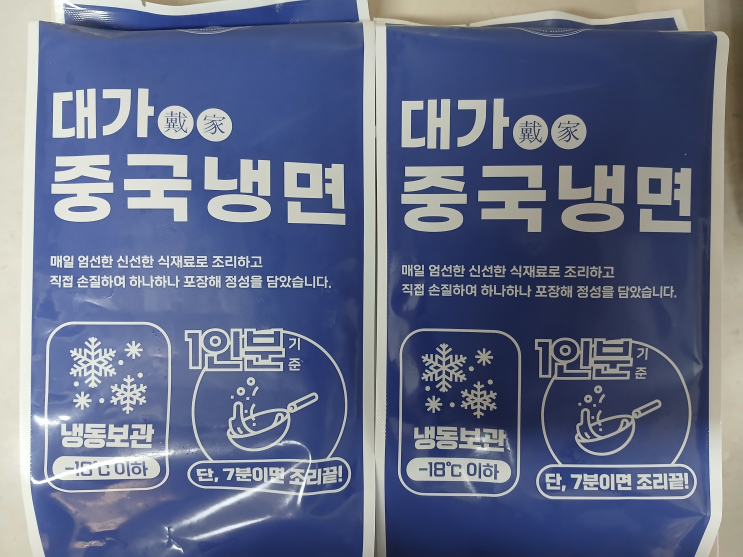 대가 戴家
중국냉면
매일 엄선한 신선한 식재료로 조리하고
직접 손질하여 하나하나 포장해 정성을 담았습니다.
냉동보관
-18°C 이하
1인분 기준
단, 7분이면 조리끝!
대가 戴家
중국냉면
매일 엄선한 신선한 식재료로 조리하고
직접 손질하여 하나하나 포장해 정성을 담았습니다.
냉동보관
-18°C 이하
1인분 기준
단, 7분이면 조리끝!